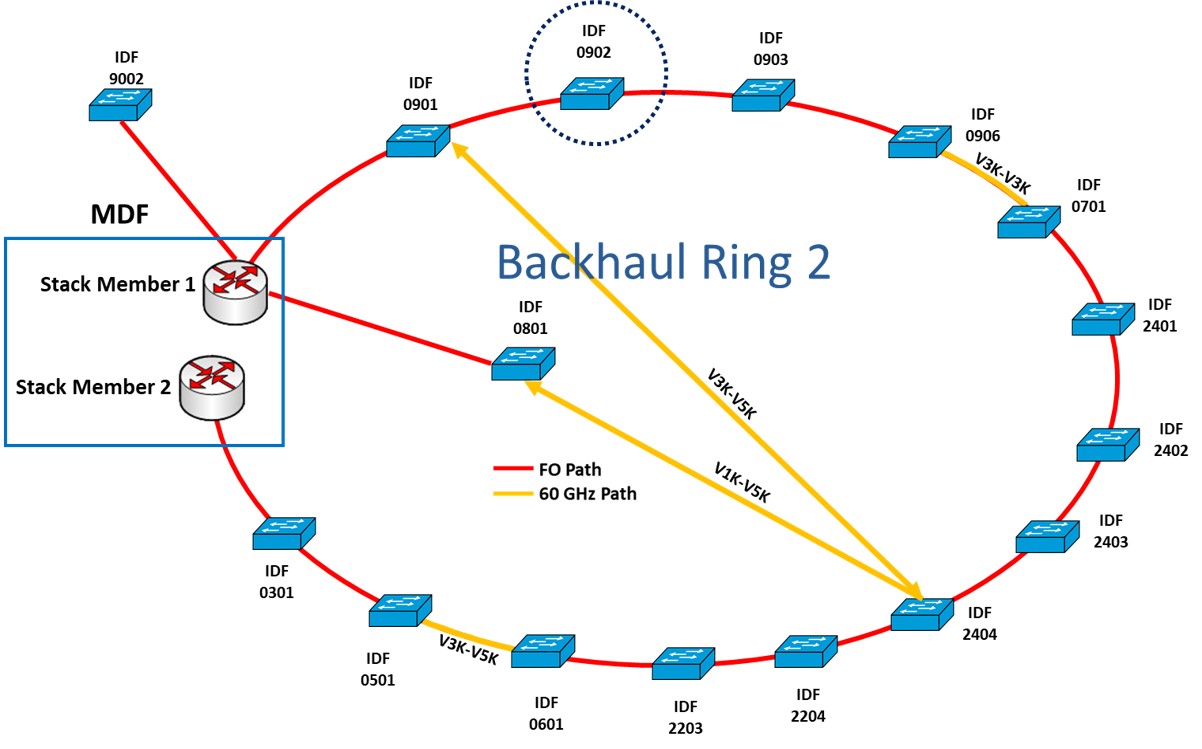 IDF
0902
IDF
0903
IDF
9002
IDF
0901
IDF
0906
V3K-V3K
IDF
0701
MDF
Stack Member 1
Backhaul Ring 2
IDF
0801
IDF
2401
Stack Member 2
V3K-V5K
IDF
2402
FO Path
60 GHz Path
V1K-V5K
IDF
2403
IDF
0301
IDF
2404
V3K-V5K
IDF
0501
IDF
0601
IDF
2203
IDF
2204